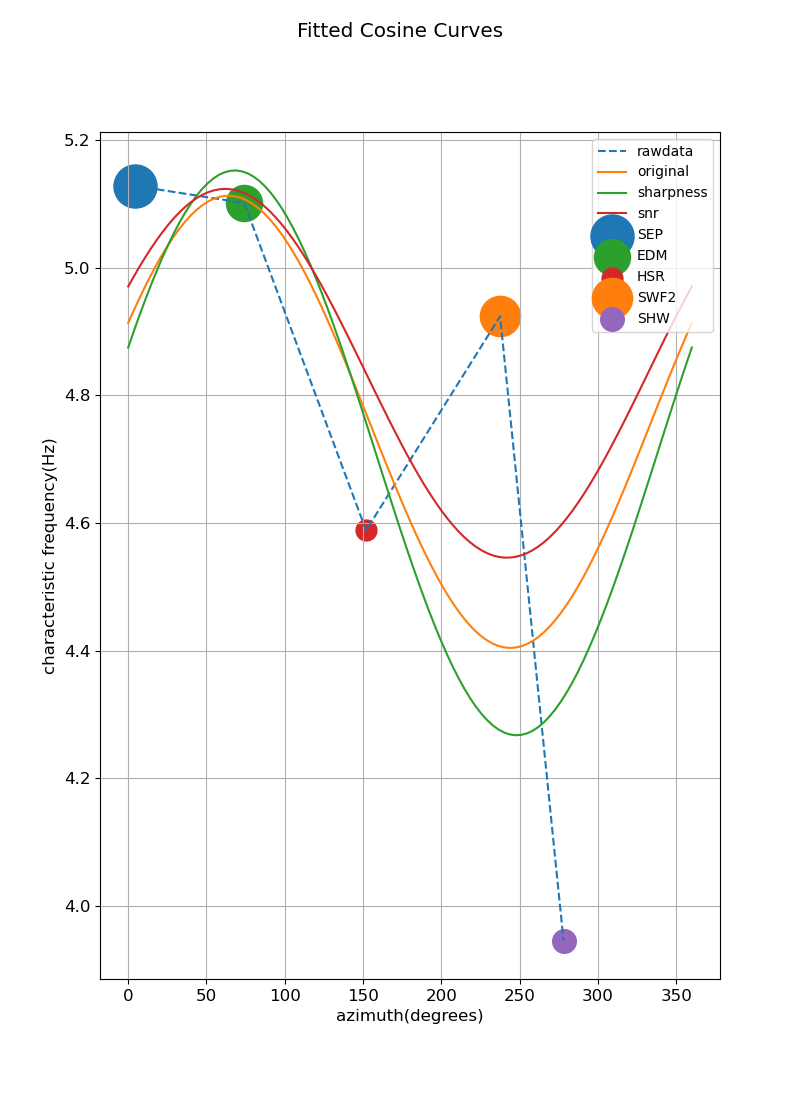 Fitted Cosine Curves
5.2
5.0
4.8
4.6
4.4
4.2
4.0
characteristic frequency(Hz)
rawdata
original
sharpness
snr
SEP
EDM
HSR
SWF2
SHW
0 50 100 150 200 250 300 350
azimuth(degrees)